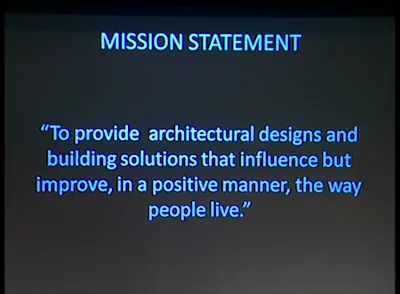 MISSION STATEMENT
“To provide architectural designs and
building solutions that influence but
improve, in a positive manner, the way
people live.”